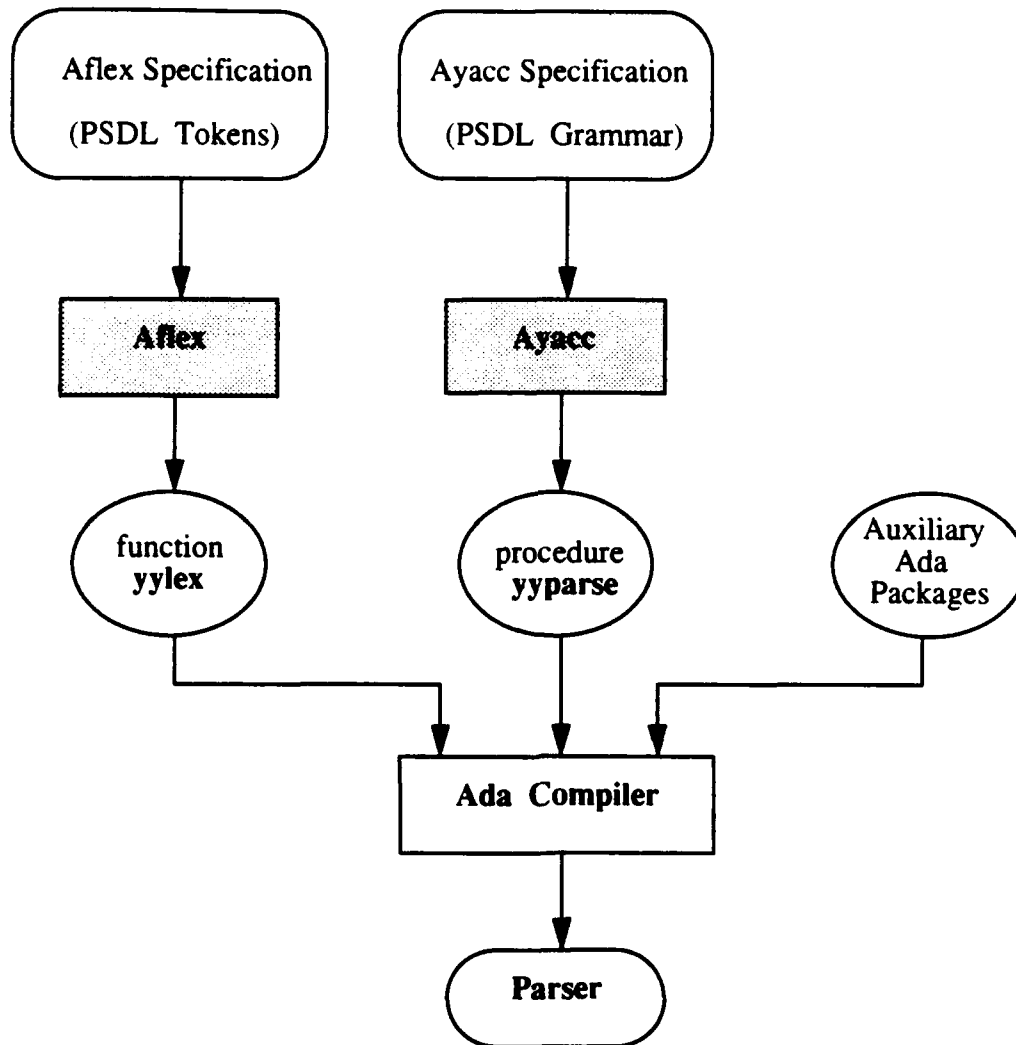 Aflex Specification
(PSDL Tokens)
Ayacc Specification
(PSDL Grammar)
Aflex
Ayacc
function
yylex
procedure
yyparse
Auxiliary
Ada
Packages
Ada Compiler
Parser